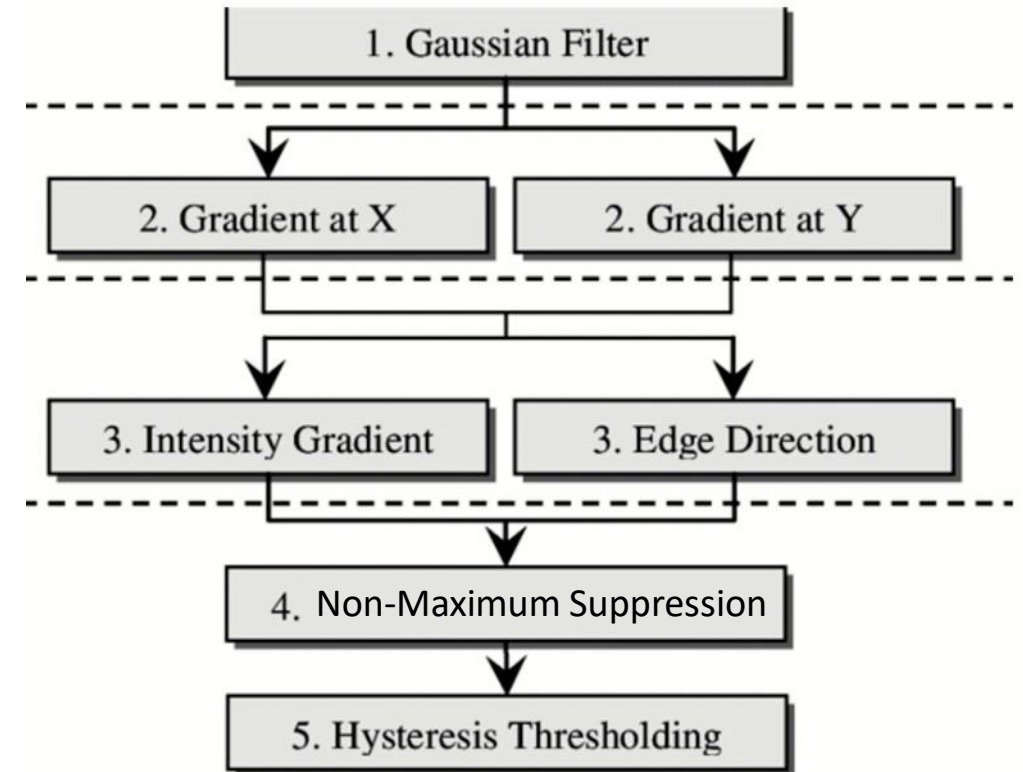 1. Gaussian Filter
2. Gradient at X
2. Gradient at Y
3. Intensity Gradient
3. Edge Direction
4. Non-Maximum Suppression
5. Hysteresis Thresholding